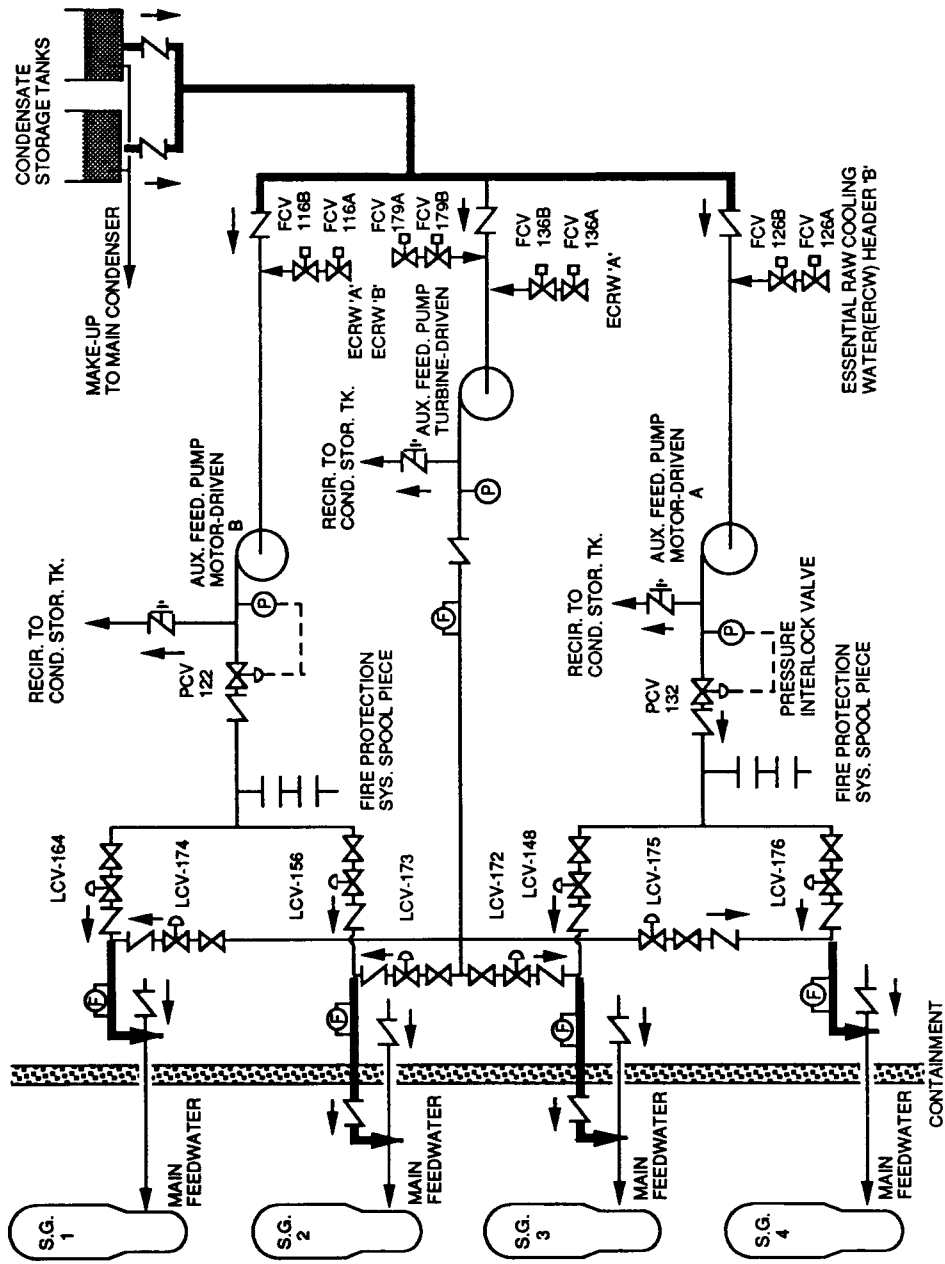 CONDENSATE
STORAGE TANKS
MAKE-UP
TO MAIN CONDENSER
FCV
116B
FCV
116A
FCV
179A
FCV
179B
FCV
136B
FCV
136A
FCV
126B
FCV
126A
ECRW 'A'
ECRW 'B'
ECRW 'A'
ESSENTIAL RAW COOLING
WATER(ERCW) HEADER 'B'
AUX. FEED. PUMP
MOTOR-DRIVEN
B
AUX. FEED. PUMP
TURBINE-DRIVEN
AUX. FEED. PUMP
MOTOR-DRIVEN
A
RECIR. TO
COND. STOR. TK.
RECIR. TO
COND. STOR. TK.
RECIR. TO
COND. STOR. TK.
P
P
P
PCV
122
PCV
132
PRESSURE
INTERLOCK VALVE
F
FIRE PROTECTION
SYS. SPOOL PIECE
FIRE PROTECTION
SYS. SPOOL PIECE
LCV-164
LCV-174
LCV-156
LCV-173
LCV-172
LCV-148
LCV-175
LCV-176
F
F
F
F
CONTAINMENT
MAIN
FEEDWATER
MAIN
FEEDWATER
MAIN
FEEDWATER
MAIN
FEEDWATER
S.G.
1
S.G.
2
S.G.
3
S.G.
4